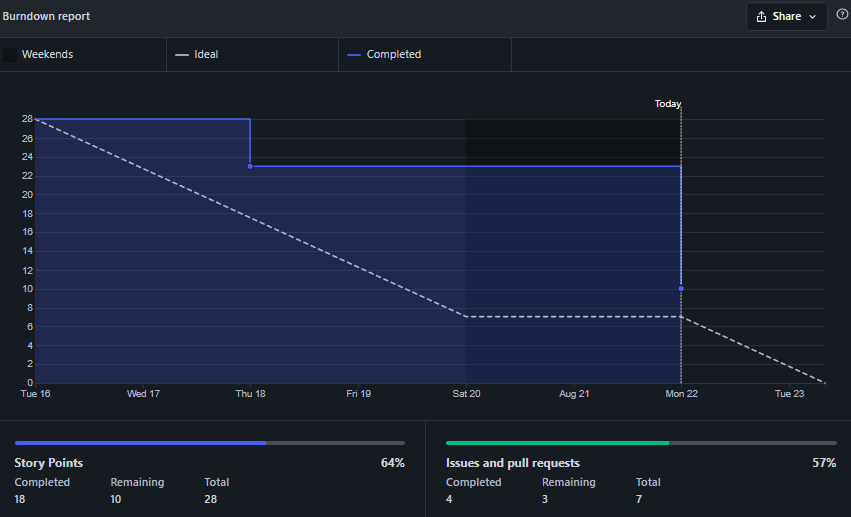 Burndown report
Share
Weekends
Ideal
Completed
Today
28
26
24
22
20
18
16
14
12
10
8
6
4
2
0
Tue 16 Wed 17 Thu 18 Fri 19 Sat 20 Aug 21 Mon 22 Tue 23
Story Points 64%
Completed Remaining Total
18 10 28
Issues and pull requests 57%
Completed Remaining Total
4 3 7